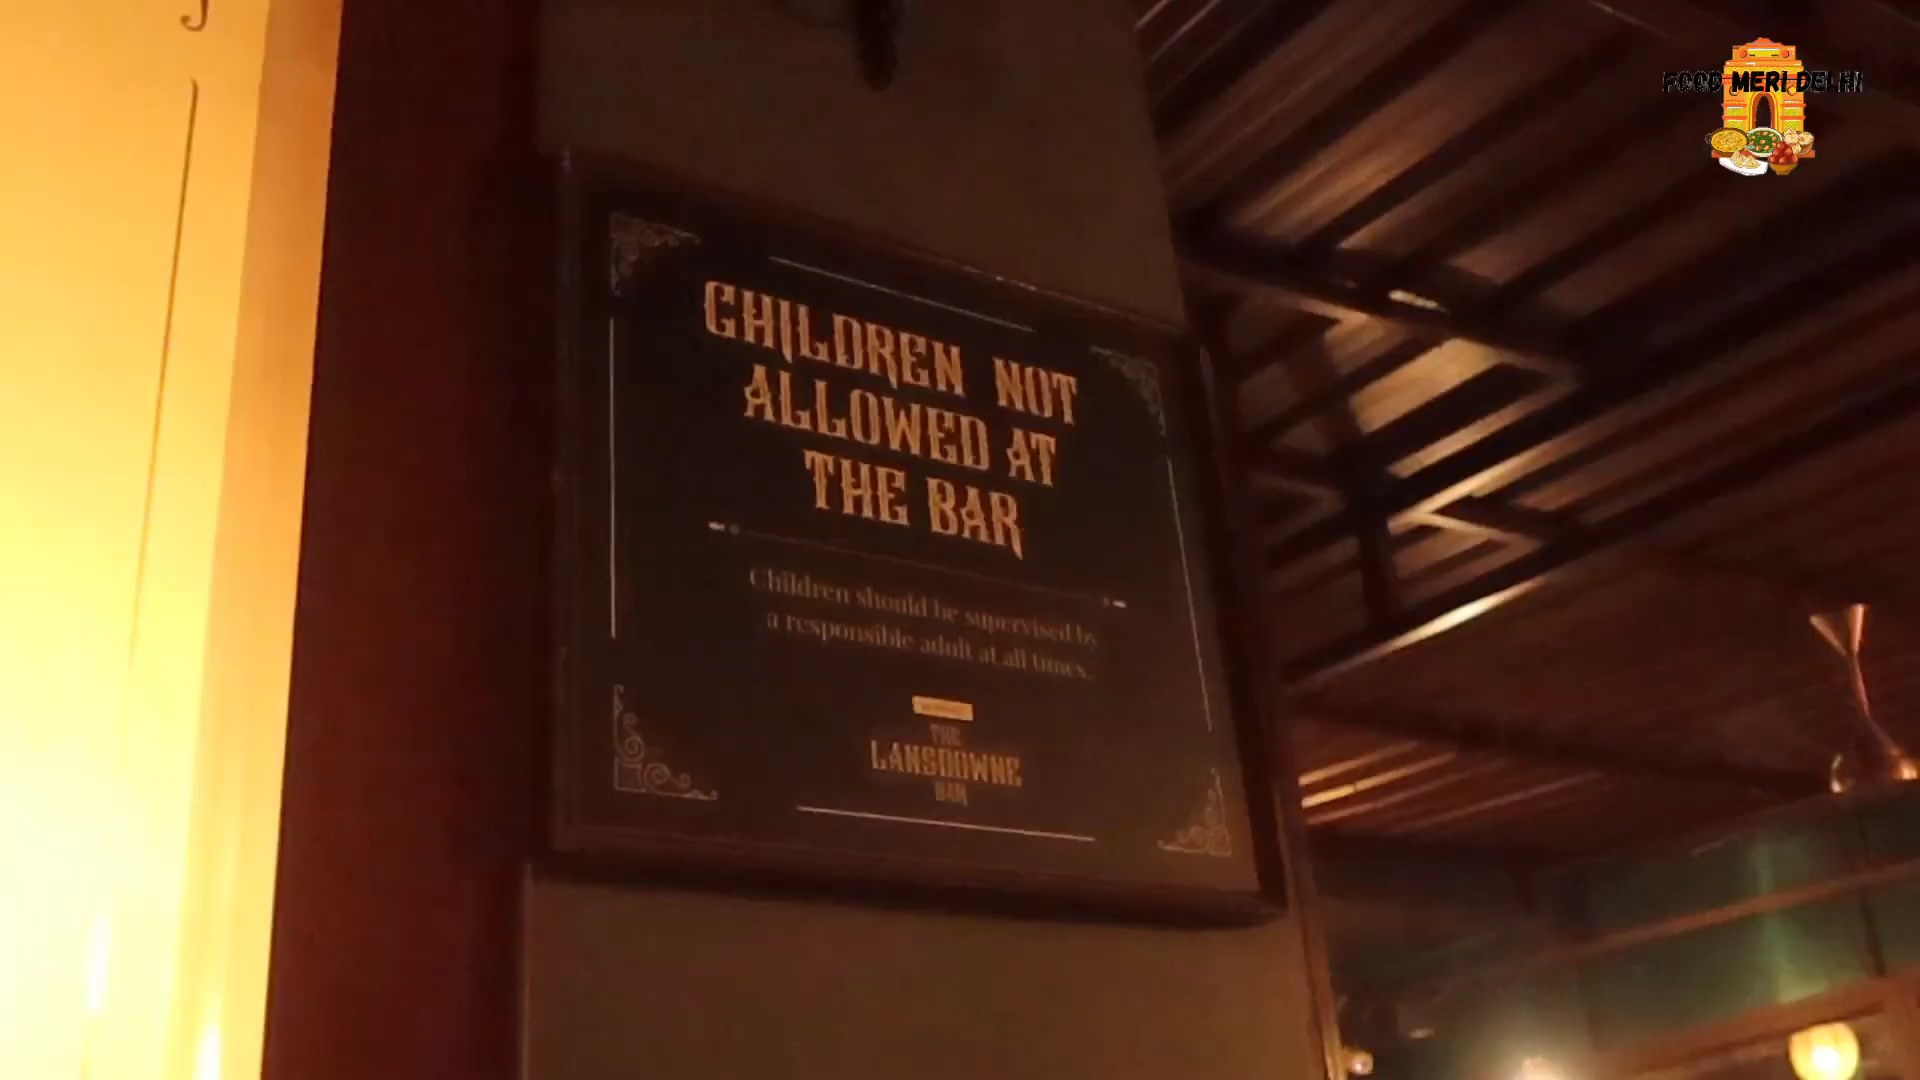 FOOD MERI DELHI
CHILDREN NOT
ALLOWED AT
THE BAR
Children should be supervised by
a responsible adult at all times.
THE
LANSDOWNE
BAR